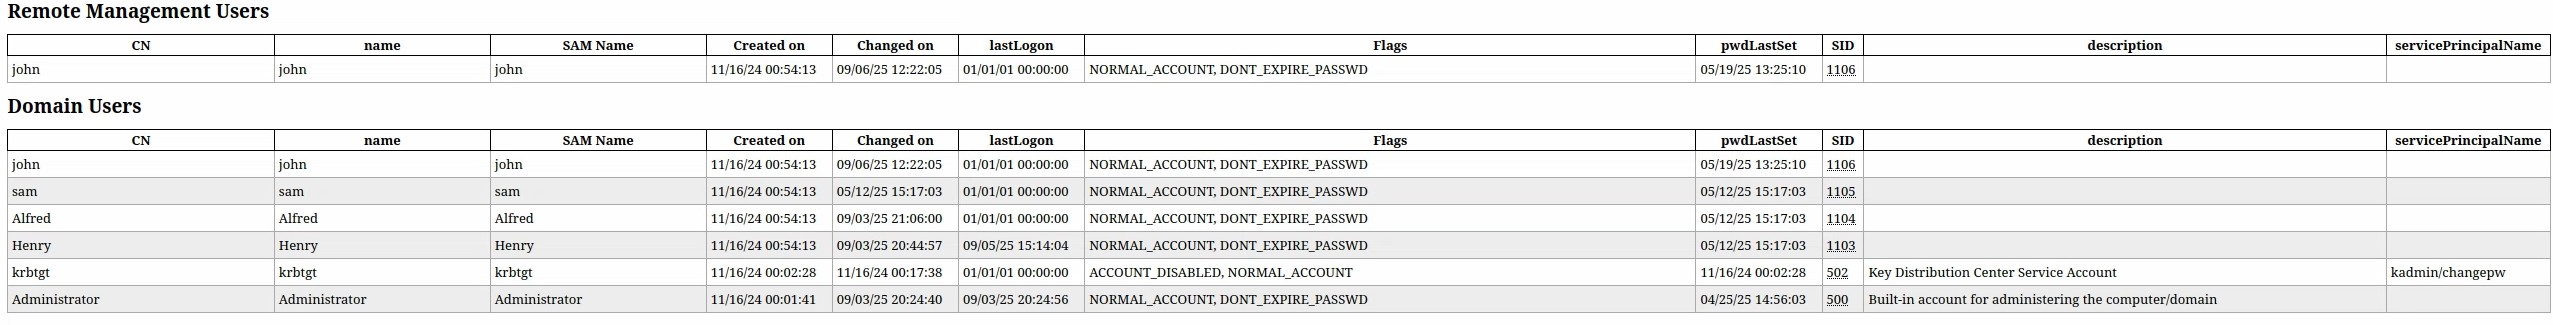 Remote Management Users
CN name SAM Name Created on Changed on lastLogon Flags pwdLastSet SID description servicePrincipalName
john john john 11/16/24 00:54:13 09/06/25 12:22:05 01/01/01 00:00:00 NORMAL_ACCOUNT, DONT_EXPIRE_PASSWD 05/19/25 13:25:10 1106
Domain Users
CN name SAM Name Created on Changed on lastLogon Flags pwdLastSet SID description servicePrincipalName
john john john 11/16/24 00:54:13 09/06/25 12:22:05 01/01/01 00:00:00 NORMAL_ACCOUNT, DONT_EXPIRE_PASSWD 05/19/25 13:25:10 1106
sam sam sam 11/16/24 00:54:13 05/12/25 15:17:03 01/01/01 00:00:00 NORMAL_ACCOUNT, DONT_EXPIRE_PASSWD 05/12/25 15:17:03 1105
Alfred Alfred Alfred 11/16/24 00:54:13 09/03/25 21:06:00 01/01/01 00:00:00 NORMAL_ACCOUNT, DONT_EXPIRE_PASSWD 05/12/25 15:17:03 1104
Henry Henry Henry 11/16/24 00:54:13 09/03/25 20:44:57 09/05/25 15:14:04 NORMAL_ACCOUNT, DONT_EXPIRE_PASSWD 05/12/25 15:17:03 1103
krbtgt krbtgt krbtgt 11/16/24 00:02:28 11/16/24 00:17:38 01/01/01 00:00:00 ACCOUNT_DISABLED, NORMAL_ACCOUNT 11/16/24 00:02:28 502 Key Distribution Center Service Account kadmin/changepw
Administrator Administrator Administrator 11/16/24 00:01:41 09/03/25 20:24:40 09/03/25 20:24:56 NORMAL_ACCOUNT, DONT_EXPIRE_PASSWD 04/25/25 14:56:03 500 Built-in account for administering the computer/domain